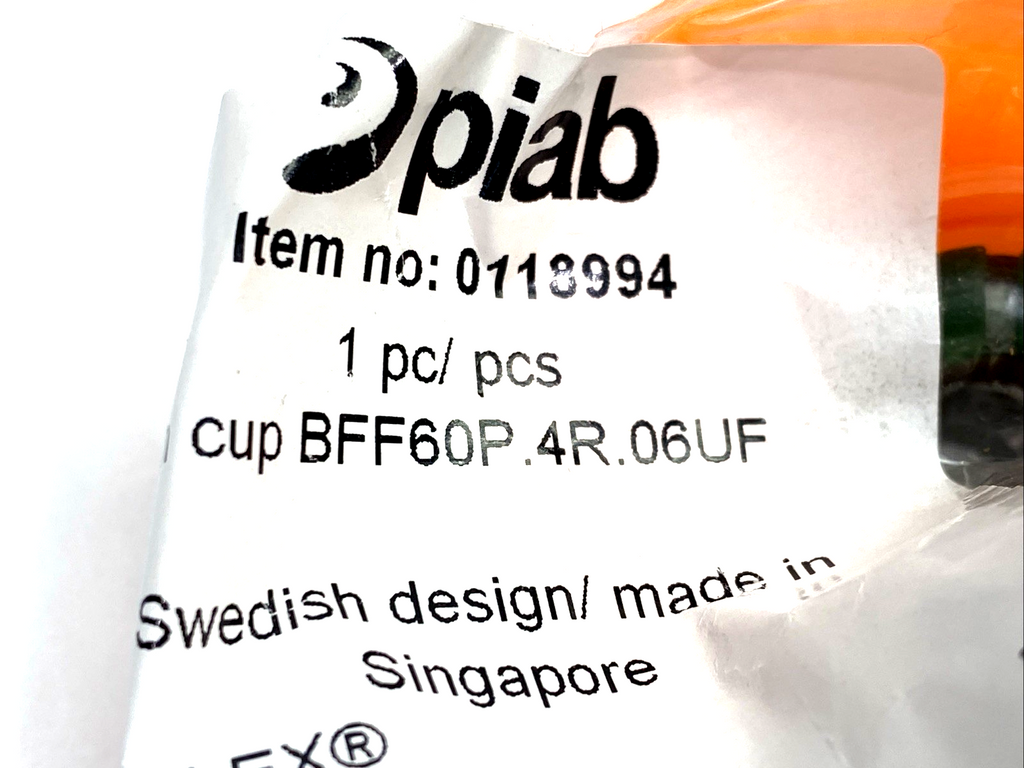 piab
Item no: 0118994
1 pc/ pcs
cup BFF60P.4R.06UF
Swedish design/ made in
Singapore